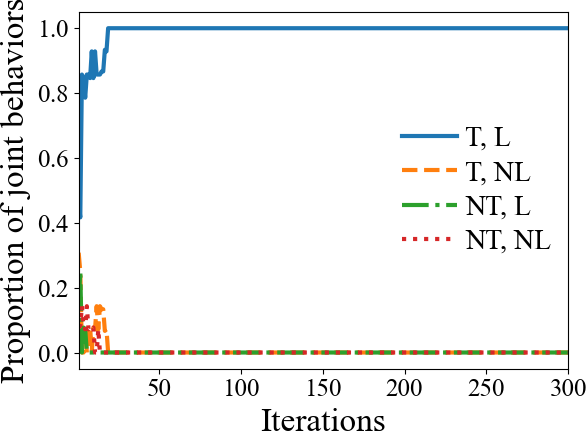 Proportion of joint behaviors
1.0
0.8
0.6
0.4
0.2
0.0
T, L
T, NL
NT, L
NT, NL
50 100 150 200 250 300
Iterations